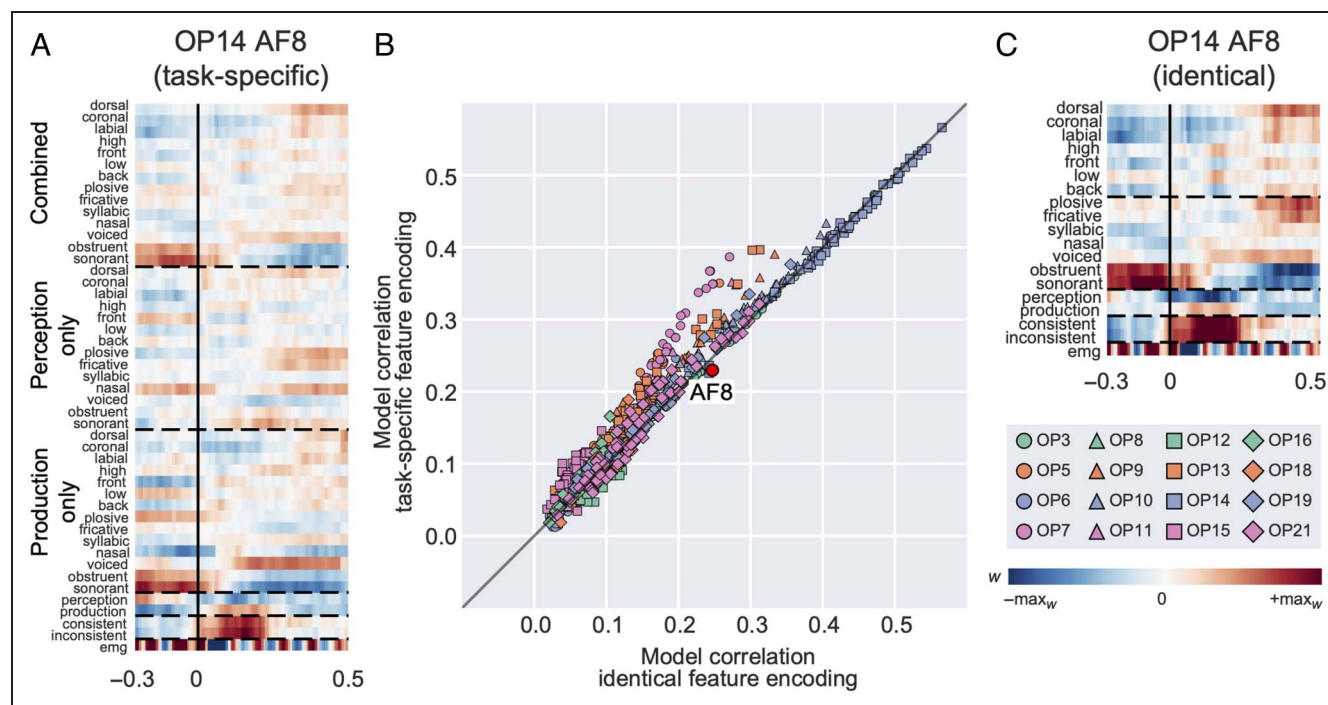 A
OP14 AF8
(task-specific)
Combined
dorsal
coronal
labial
high
front
low
back
plosive
fricative
syllabic
nasal
voiced
obstruent
sonorant
Perception
only
dorsal
coronal
labial
high
front
low
back
plosive
fricative
syllabic
nasal
voiced
obstruent
sonorant
Production
only
dorsal
coronal
labial
high
front
low
back
plosive
fricative
syllabic
nasal
voiced
obstruent
sonorant
perception
production
consistent
inconsistent
emg
−0.3 0 0.5
B
Model correlation
task-specific feature encoding
0.5
0.4
0.3
0.2
0.1
0.0
AF8
0.0 0.1 0.2 0.3 0.4 0.5
Model correlation
identical feature encoding
C
OP14 AF8
(identical)
dorsal
coronal
labial
high
front
low
back
plosive
fricative
syllabic
nasal
voiced
obstruent
sonorant
perception
production
consistent
inconsistent
emg
−0.3 0 0.5
OP3 OP8 OP12 OP16
OP5 OP9 OP13 OP18
OP6 OP10 OP14 OP19
OP7 OP11 OP15 OP21
w
−maxw 0 +maxw